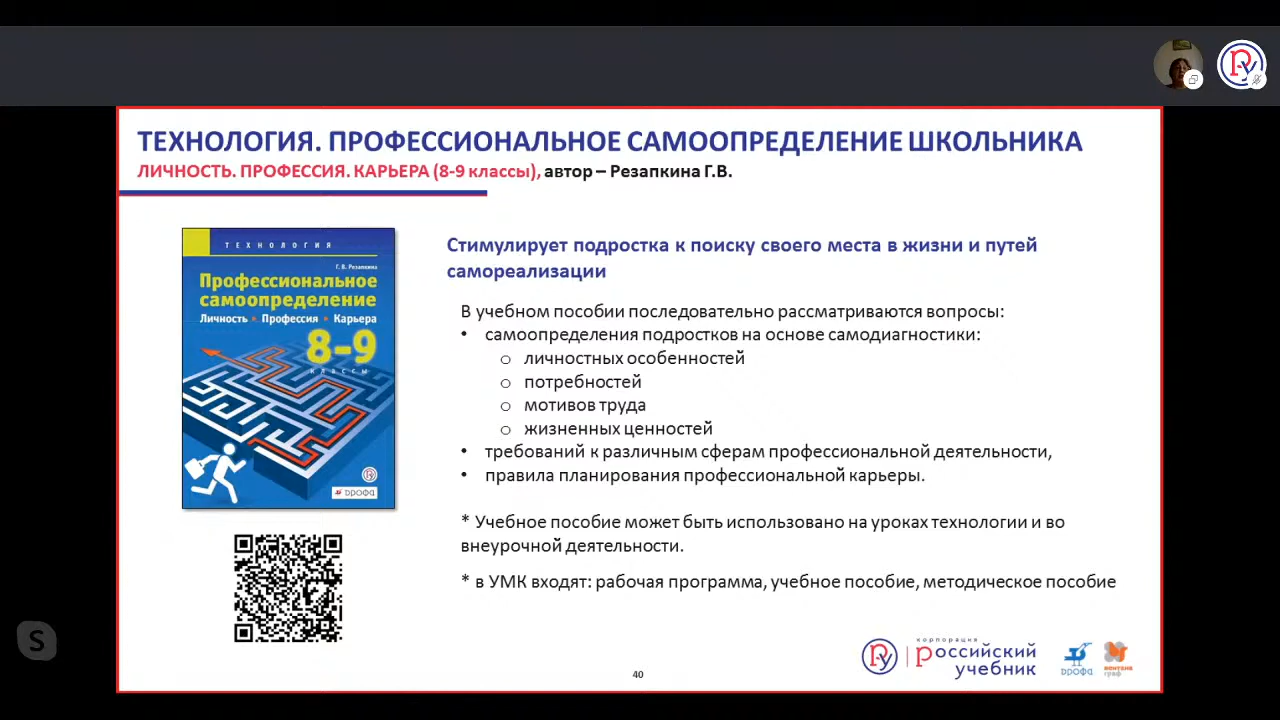 ТЕХНОЛОГИЯ. ПРОФЕССИОНАЛЬНОЕ САМООПРЕДЕЛЕНИЕ ШКОЛЬНИКА
ЛИЧНОСТЬ. ПРОФЕССИЯ. КАРЬЕРА (8-9 классы), автор – Резапкина Г.В.
ТЕХНОЛОГИЯ
Г. В. Резапкина
Профессиональное
самоопределение
Личность • Профессия • Карьера
8-9
классы
дрофа
Стимулирует подростка к поиску своего места в жизни и путей
самореализации
В учебном пособии последовательно рассматриваются вопросы:
• самоопределения подростков на основе самодиагностики:
o личностных особенностей
o потребностей
o мотивов труда
o жизненных ценностей
• требований к различным сферам профессиональной деятельности,
• правила планирования профессиональной карьеры.
* Учебное пособие может быть использовано на уроках технологии и во
внеурочной деятельности.
* в УМК входят: рабочая программа, учебное пособие, методическое пособие
S
40
Ру
корпорация
российский
учебник
дрофа
вентана
граф